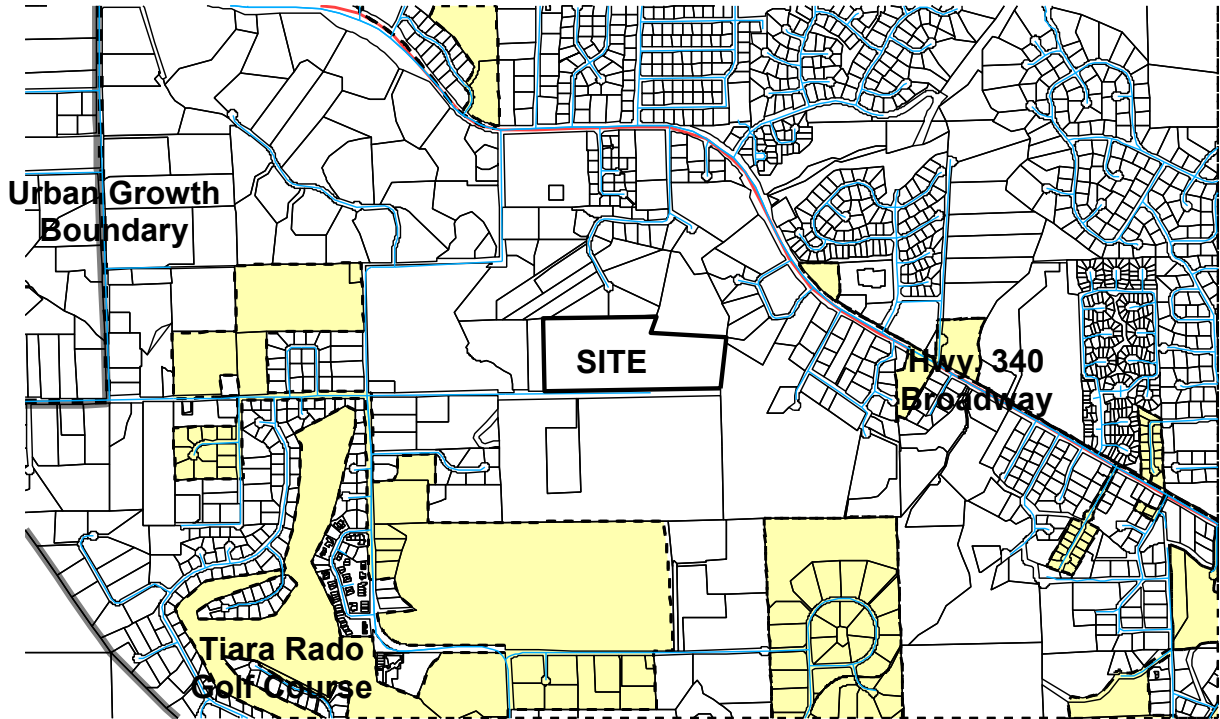 Urban Growth
Boundary
SITE
Hwy. 340
Broadway
Tiara Rado
Golf Course